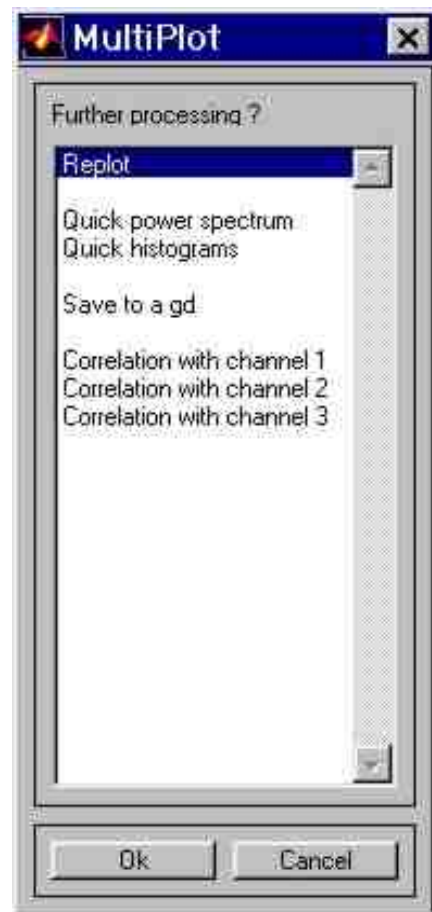 MultiPlot
Further processing ?
Replot
Quick power spectrum
Quick histograms
Save to a gd
Correlation with channel 1
Correlation with channel 2
Correlation with channel 3
Ok Cancel